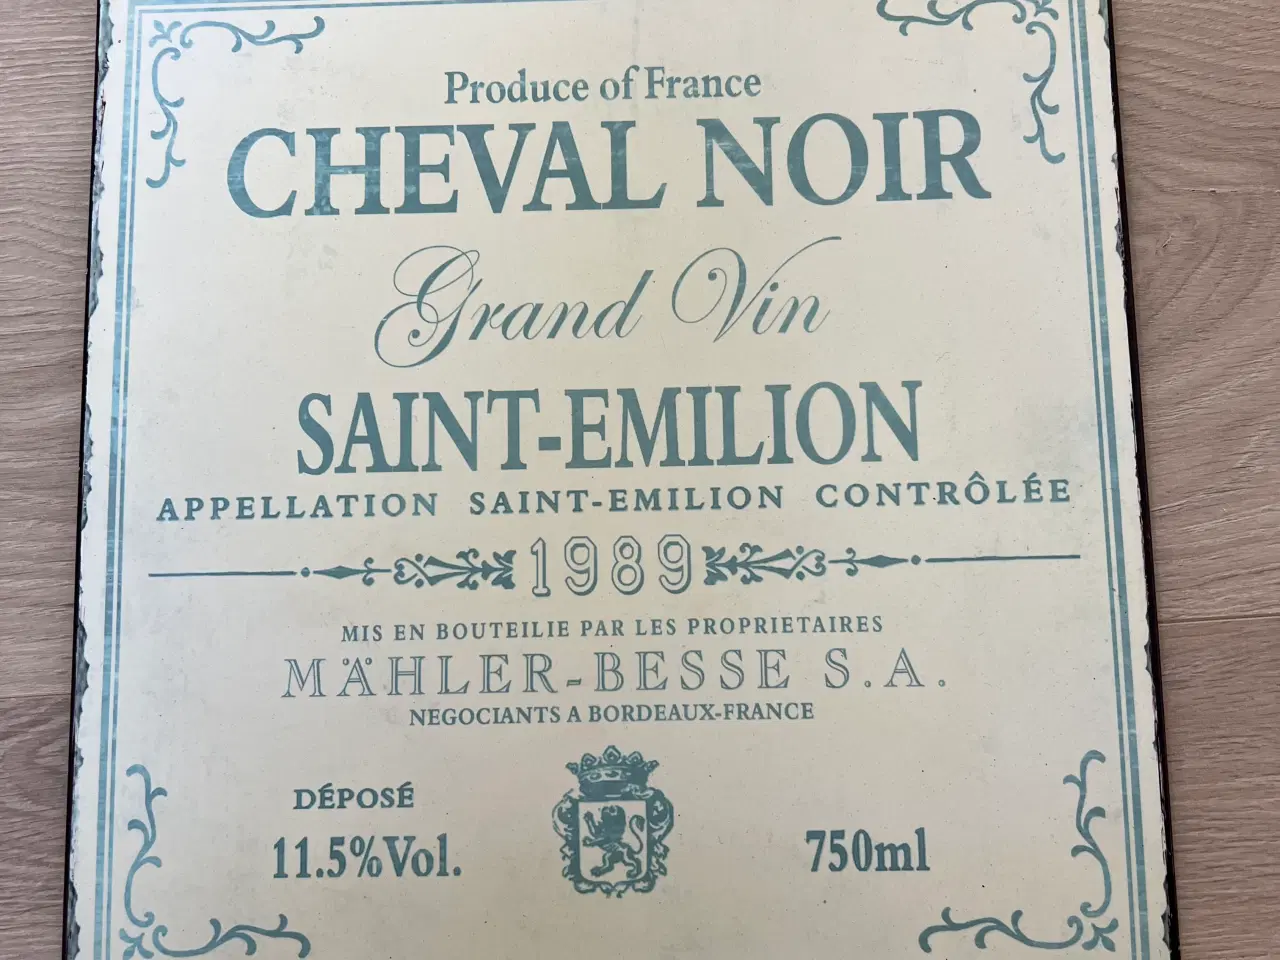 Produce of France
CHEVAL NOIR
Grand Vin
SAINT-EMILION
APPELLATION SAINT-EMILION CONTRÔLÉE
1989
MIS EN BOUTEILIE PAR LES PROPRIETAIRES
MÄHLER-BESSE S.A.
NEGOCIANTS A BORDEAUX-FRANCE
DÉPOSÉ
11.5%Vol.
750ml